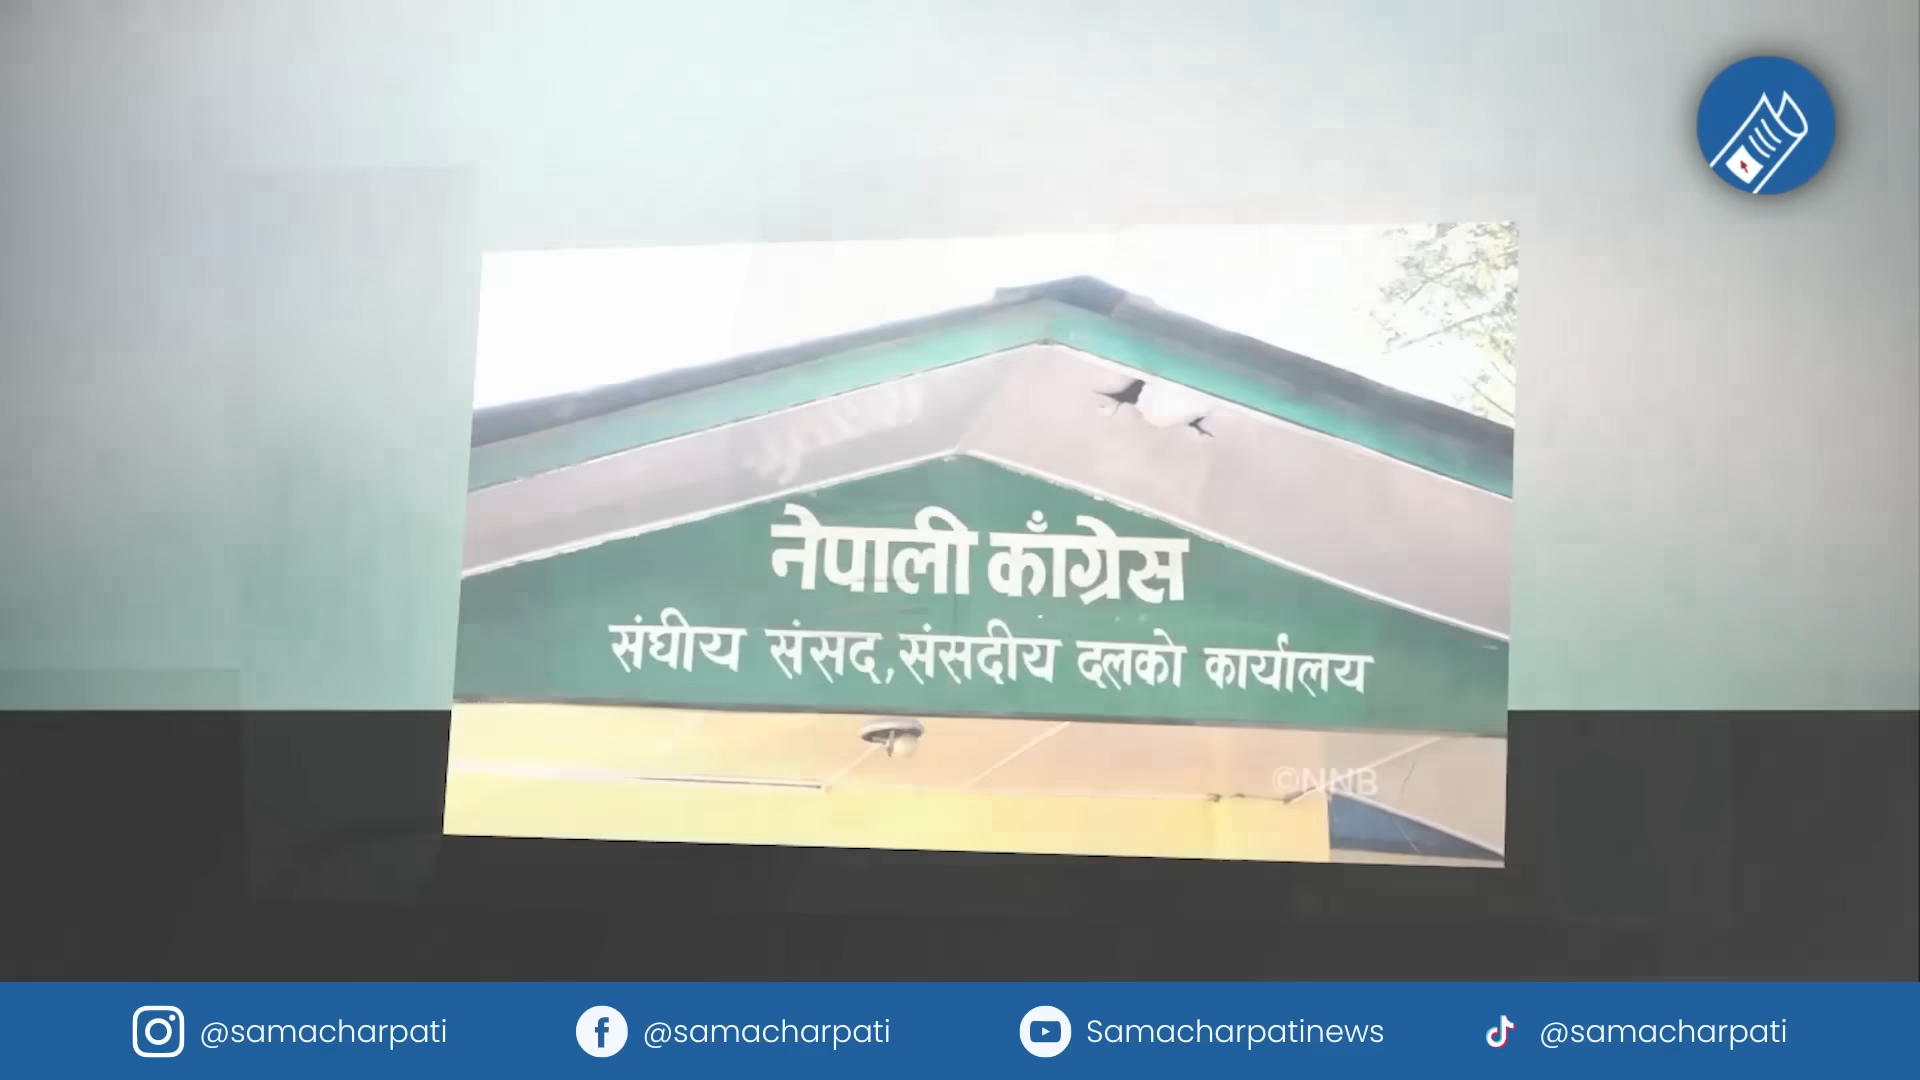 नेपाली काँग्रेस
संघीय संसद, संसदीय दलको कार्यालय
©NNB
@samacharpati
@samacharpati
Samacharpatinews
@samacharpati